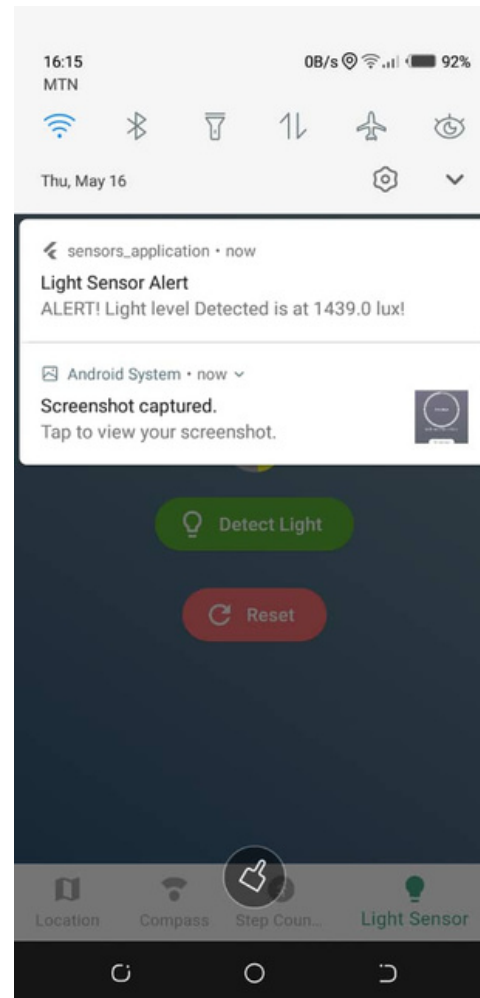 16:15
0B/s 92%
MTN
Thu, May 16
sensors_application • now
Light Sensor Alert
ALERT! Light level Detected is at 1439.0 lux!
Android System • now
Screenshot captured.
Tap to view your screenshot.
Detect Light
Reset
Location Compass Step Coun... Light Sensor